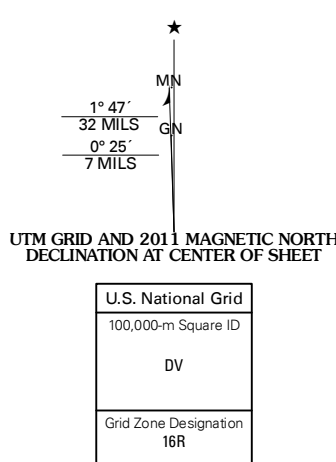 ★
MN
1° 47´
32 MILS
GN
0° 25´
7 MILS
UTM GRID AND 2011 MAGNETIC NORTH
DECLINATION AT CENTER OF SHEET
U.S. National Grid
100,000-m Square ID
DV
Grid Zone Designation
16R